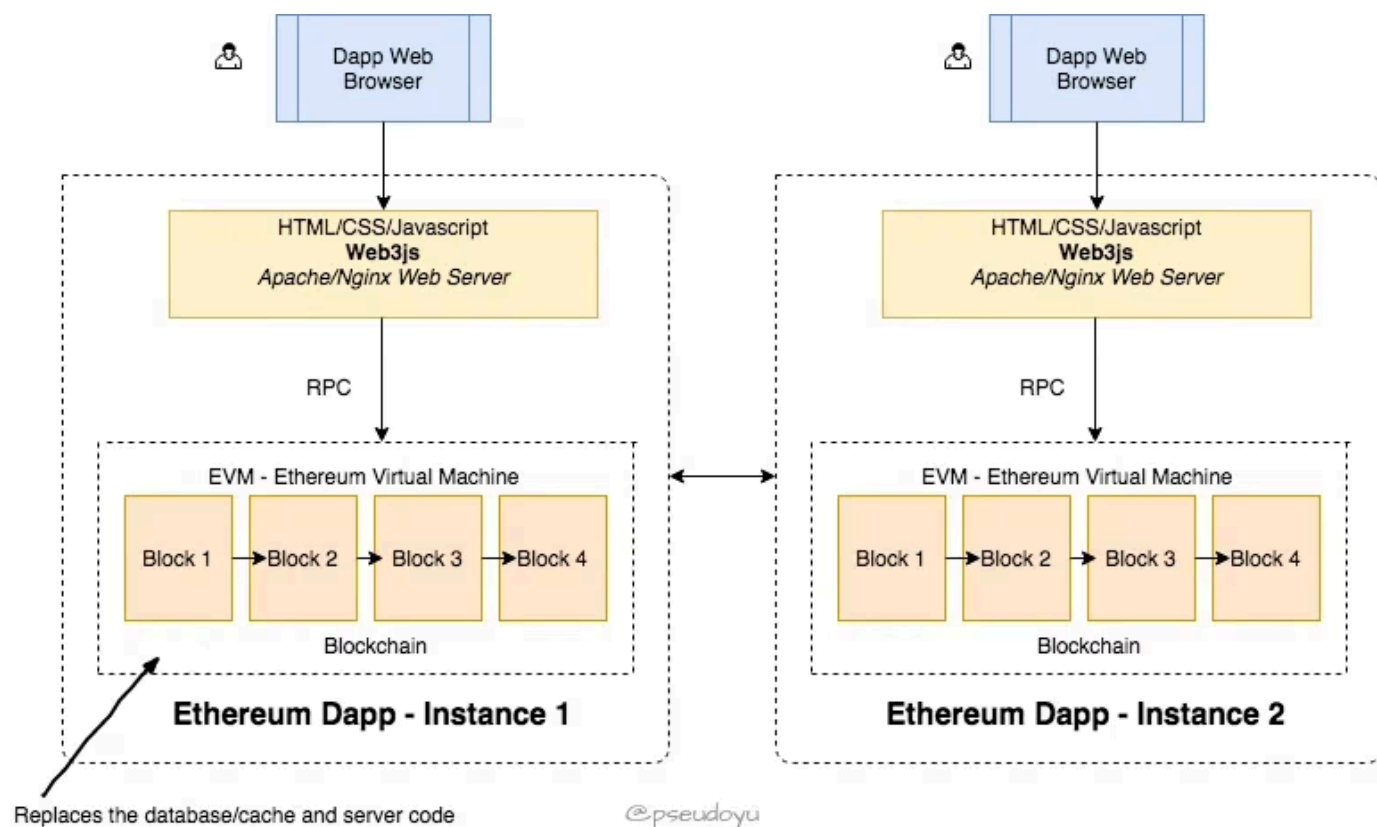 Dapp Web
Browser
Dapp Web
Browser
HTML/CSS/Javascript
Web3js
Apache/Nginx Web Server
HTML/CSS/Javascript
Web3js
Apache/Nginx Web Server
RPC
RPC
EVM - Ethereum Virtual Machine
Block 1
Block 2
Block 3
Block 4
Blockchain
EVM - Ethereum Virtual Machine
Block 1
Block 2
Block 3
Block 4
Blockchain
Ethereum Dapp - Instance 1
Ethereum Dapp - Instance 2
Replaces the database/cache and server code
@pseudoyu